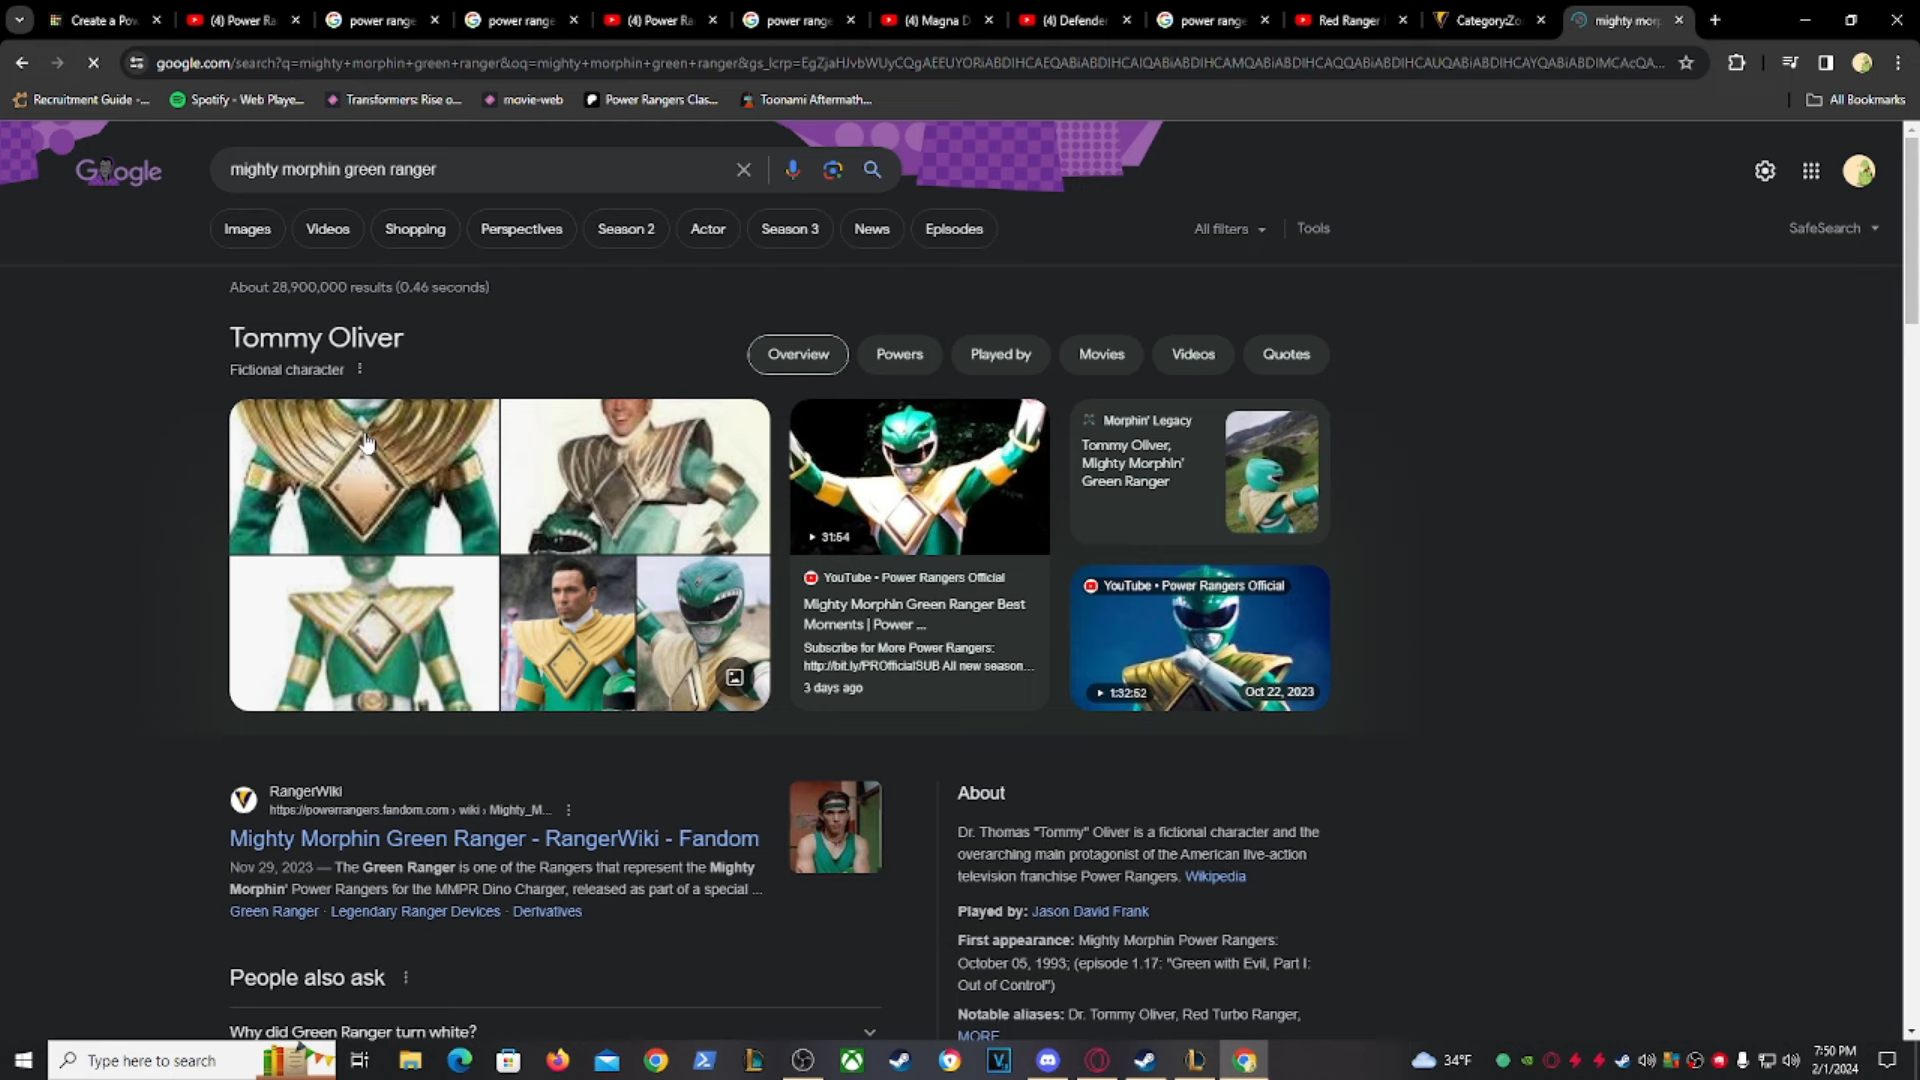 Create a Pow
(4) Power Ra
power range
power range
(4) Power Ra
power range
(4) Magna D
(4) Defender
power range
Red Ranger
Category:Zo
mighty morp
google.com/search?q=mighty+morphin+green+ranger&oq=mighty+morphin+green+ranger&gs_lcrp=
Recruitment Guide -...
Spotify - Web Playe...
Transformers: Rise o...
movie-web
Power Rangers Clas...
Toonami Aftermath...
All Bookmarks
Google
mighty morphin green ranger
Images
Videos
Shopping
Perspectives
Season 2
Actor
Season 3
News
Episodes
All filters
Tools
SafeSearch
About 28,900,000 results (0.46 seconds)
Tommy Oliver
Fictional character
Overview
Powers
Played by
Movies
Videos
Quotes
31:54
YouTube • Power Rangers Official
Mighty Morphin Green Ranger Best
Moments | Power ...
Subscribe for More Power Rangers:
http://bit.ly/PROfficialSUB All new season...
3 days ago
Morphin' Legacy
Tommy Oliver,
Mighty Morphin'
Green Ranger
YouTube • Power Rangers Official
1:32:52
Oct 22, 2023
RangerWiki
https://powerrangers.fandom.com › wiki › Mighty_M...
Mighty Morphin Green Ranger - RangerWiki - Fandom
Nov 29, 2023 — The Green Ranger is one of the Rangers that represent the Mighty
Morphin' Power Rangers for the MMPR Dino Charger, released as part of a special ...
Green Ranger · Legendary Ranger Devices · Derivatives
People also ask
Why did Green Ranger turn white?
About
Dr. Thomas "Tommy" Oliver is a fictional character and the
overarching main protagonist of the American live-action
television franchise Power Rangers. Wikipedia
Played by: Jason David Frank
First appearance: Mighty Morphin Power Rangers:
October 05, 1993; (episode 1.17: "Green with Evil, Part I:
Out of Control")
Notable aliases: Dr. Tommy Oliver, Red Turbo Ranger,
MORE
Type here to search
34°F
7:50 PM
2/1/2024